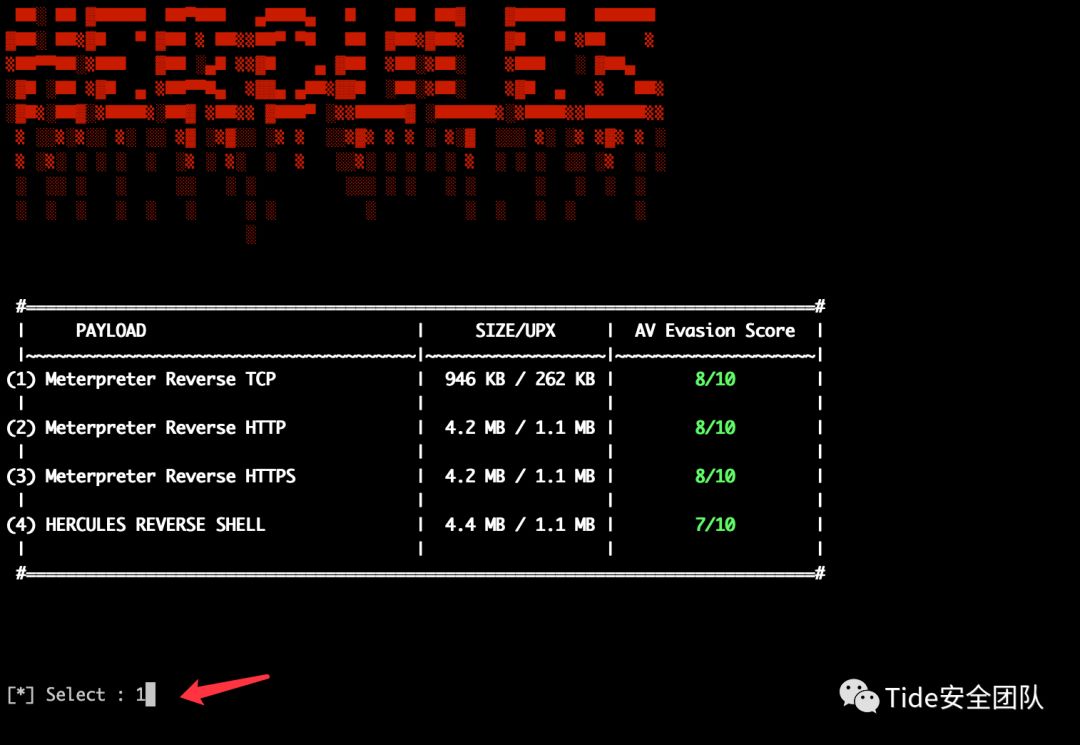 HERCULES
PAYLOAD | SIZE/UPX | AV Evasion Score |
(1) Meterpreter Reverse TCP | 946 KB / 262 KB | 8/10 |
(2) Meterpreter Reverse HTTP | 4.2 MB / 1.1 MB | 8/10 |
(3) Meterpreter Reverse HTTPS | 4.2 MB / 1.1 MB | 8/10 |
(4) HERCULES REVERSE SHELL | 4.4 MB / 1.1 MB | 7/10 |
[*] Select : 1
Tide安全团队